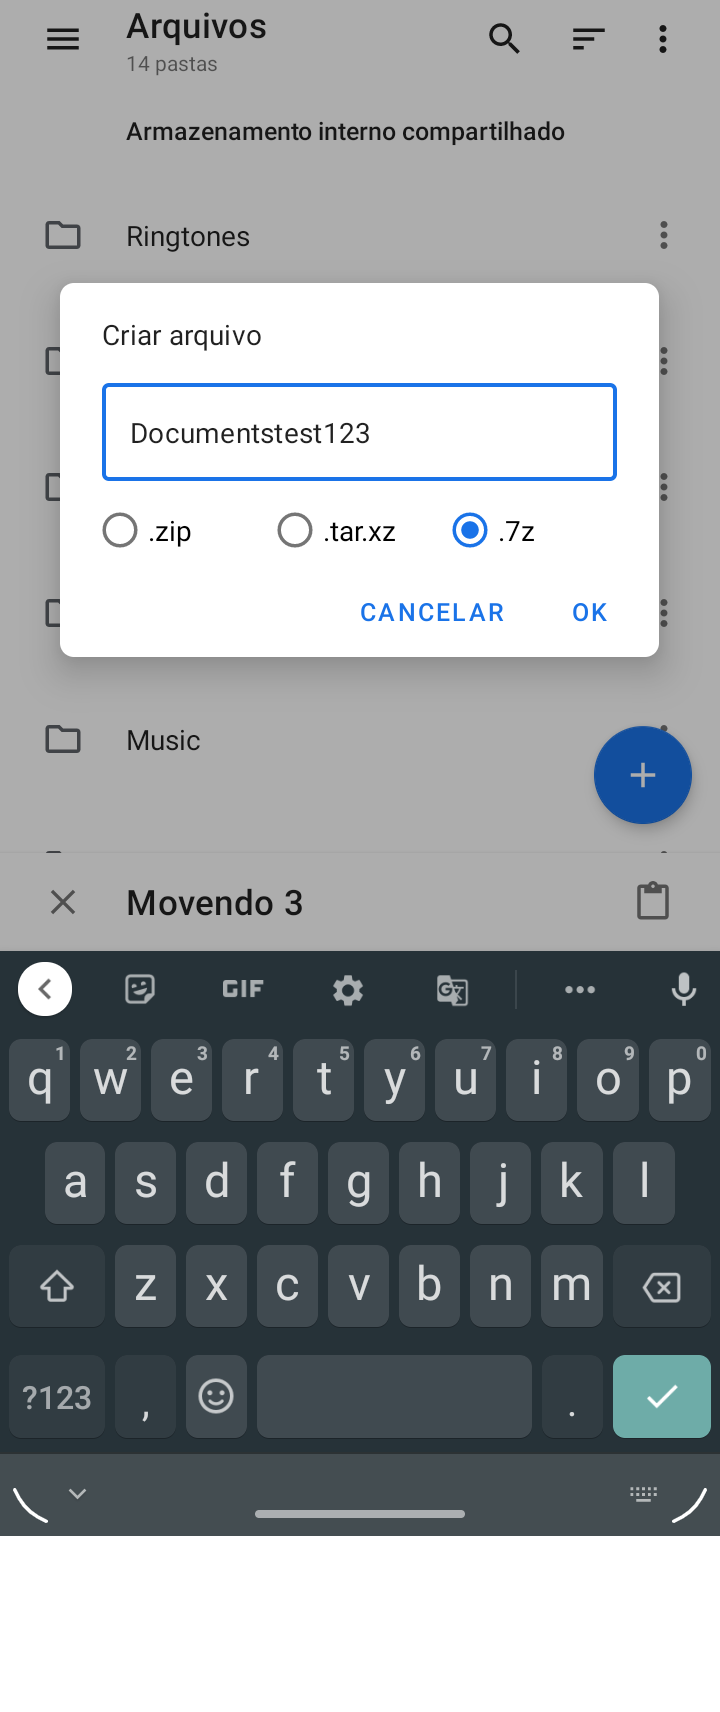 Arquivos
14 pastas
Armazenamento interno compartilhado
Ringtones
Criar arquivo
Documentstest123
.zip .tar.xz .7z
CANCELAR OK
Music
Movendo 3
GIF G
1 2 3 4 5 6 7 8 9 0
q w e r t y u i o p
a s d f g h j k l
z x c v b n m
?123 , .